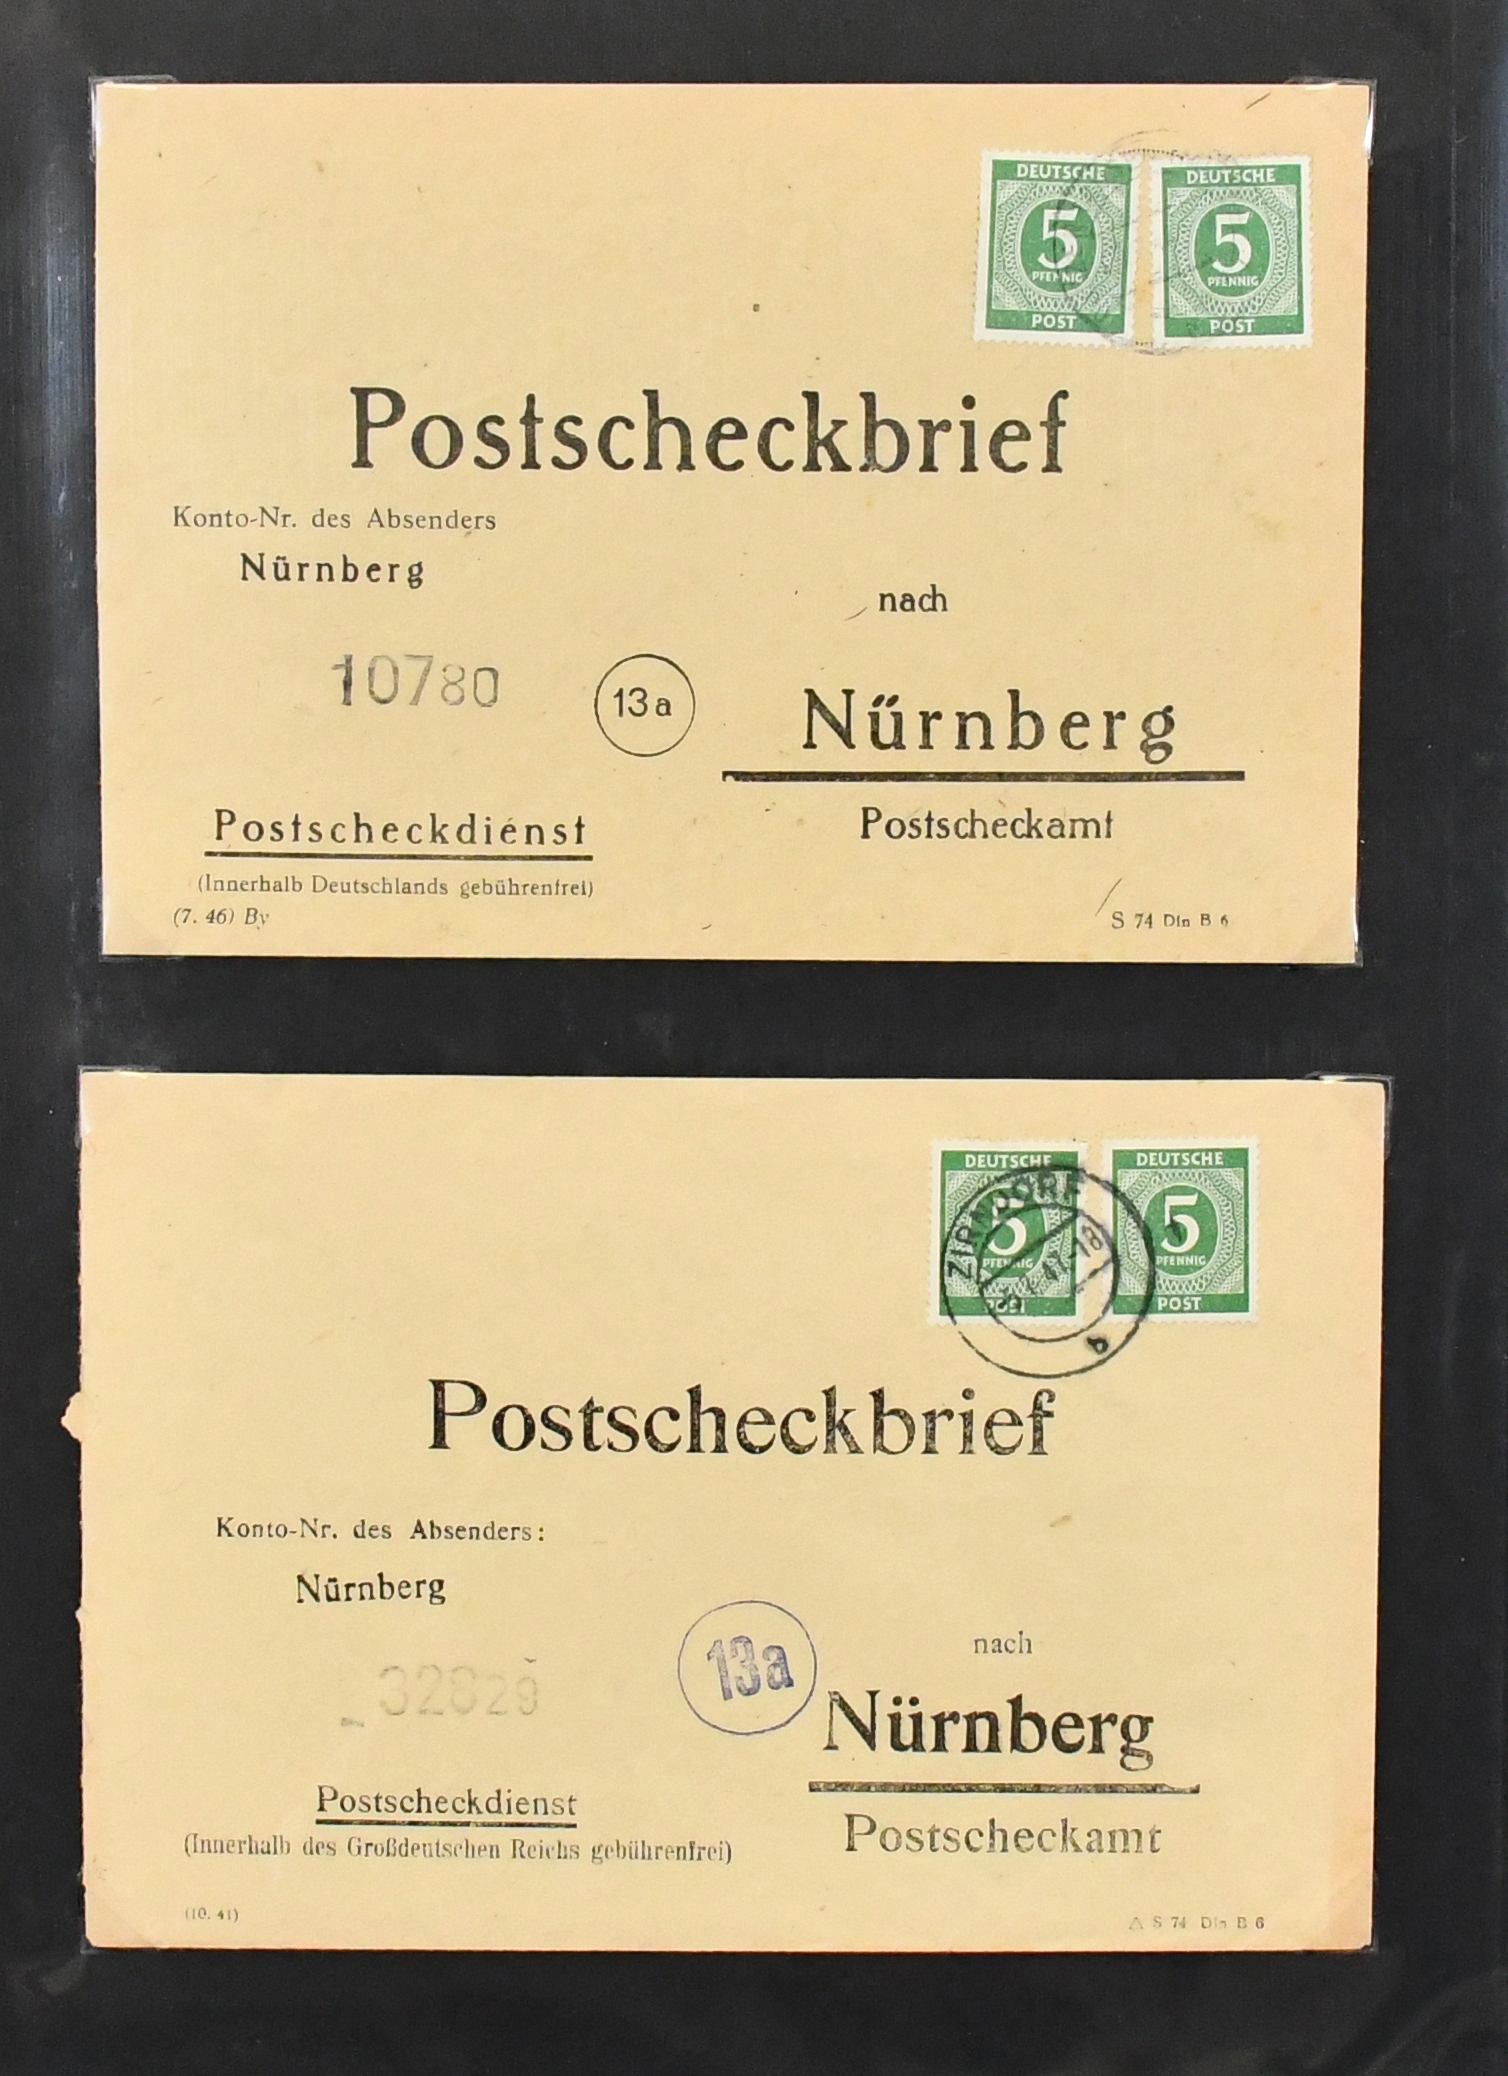 DEUTSCHE
5
PFENNIG
POST
DEUTSCHE
5
PFENNIG
POST
Postscheckbrief
Konto-Nr. des Absenders
Nürnberg
nach
10780
13a
Nürnberg
Postscheckdienst
Postscheckamt
(Innerhalb Deutschlands gebührenfrei)
(7. 46) By
S 74 Din B 6
DEUTSCHE
5
PFENNIG
POST
DEUTSCHE
5
PFENNIG
POST
ZIRNDORF
b
Postscheckbrief
Konto-Nr. des Absenders:
Nürnberg
nach
13a
32829
Nürnberg
Postscheckdienst
Postscheckamt
(Innerhalb des Großdeutschen Reichs gebührenfrei)
(10. 41)
S 74 Din B 6